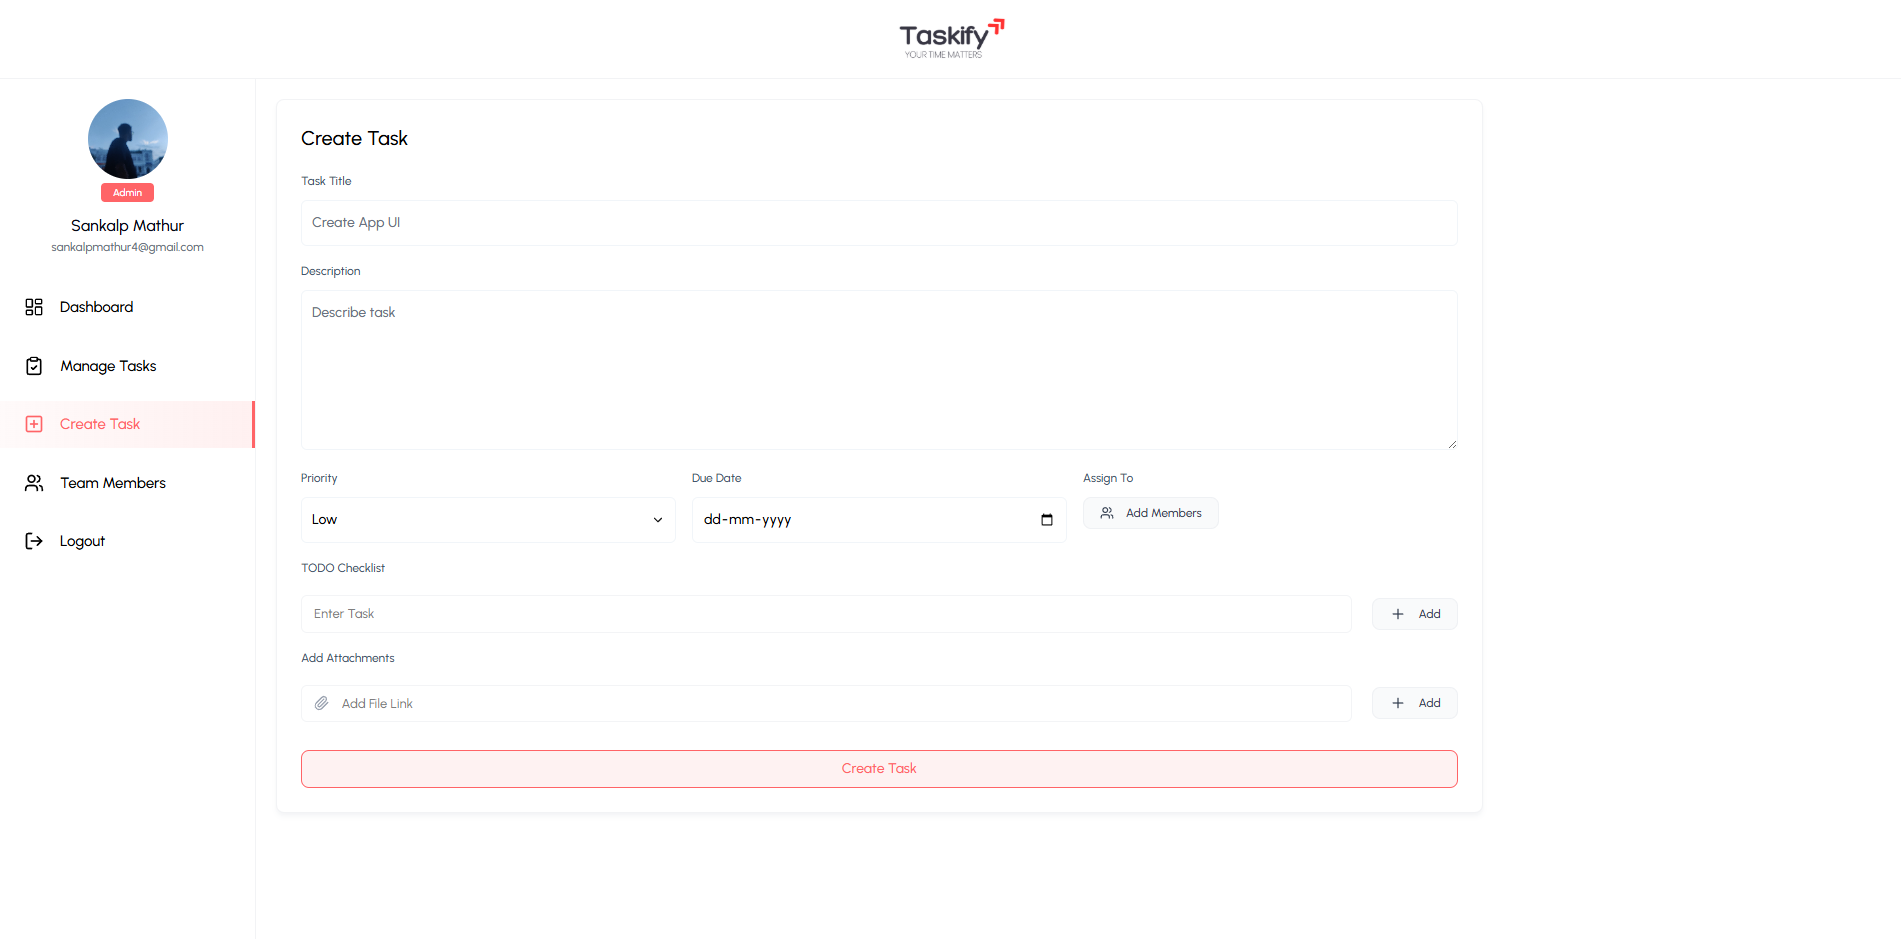 Taskify
YOUR TIME MATTERS
Admin
Sankalp Mathur
sankalpmathur4@gmail.com
Dashboard
Manage Tasks
Create Task
Team Members
Logout
Create Task
Task Title
Create App UI
Description
Describe task
Priority
Due Date
Assign To
Low
dd-mm-yyyy
Add Members
TODO Checklist
Enter Task
Add
Add Attachments
Add File Link
Add
Create Task